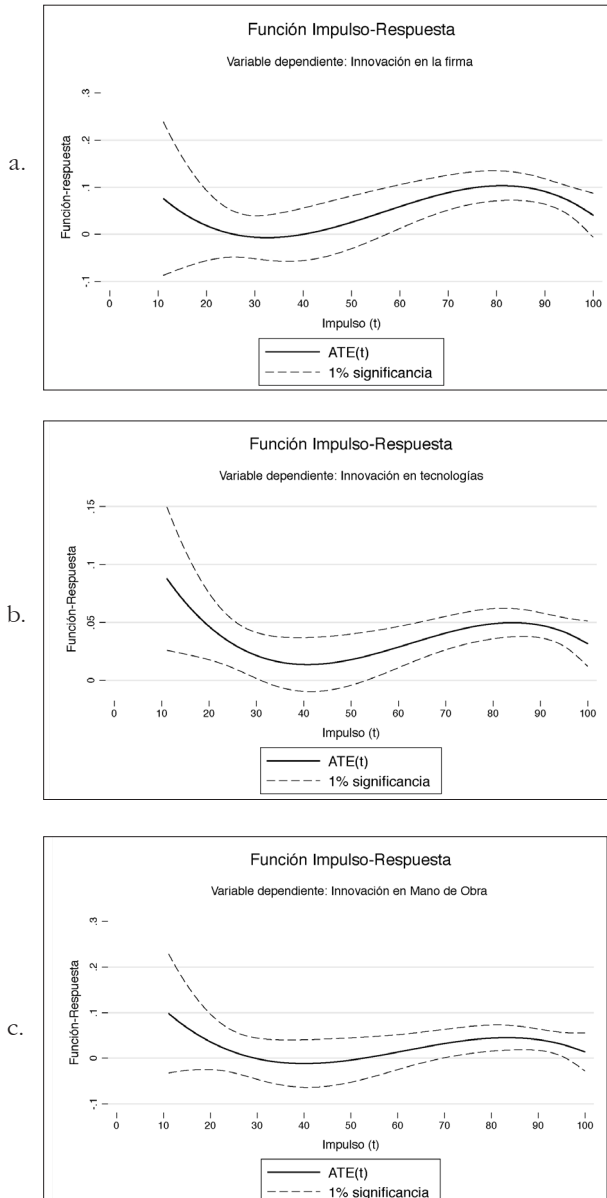 a.
Función Impulso-Respuesta
Variable dependiente: Innovación en la firma
Función-respuesta
.3
.2
.1
0
-.1
0 10 20 30 40 50 60 70 80 90 100
Impulso (t)
ATE(t)
1% significancia
b.
Función Impulso-Respuesta
Variable dependiente: Innovación en tecnologías
Función-Respuesta
.15
.1
.05
0
0 10 20 30 40 50 60 70 80 90 100
Impulso (t)
ATE(t)
1% significancia
c.
Función Impulso-Respuesta
Variable dependiente: Innovación en Mano de Obra
Función-Respuesta
.3
.2
.1
0
-.1
0 10 20 30 40 50 60 70 80 90 100
Impulso (t)
ATE(t)
1% significancia